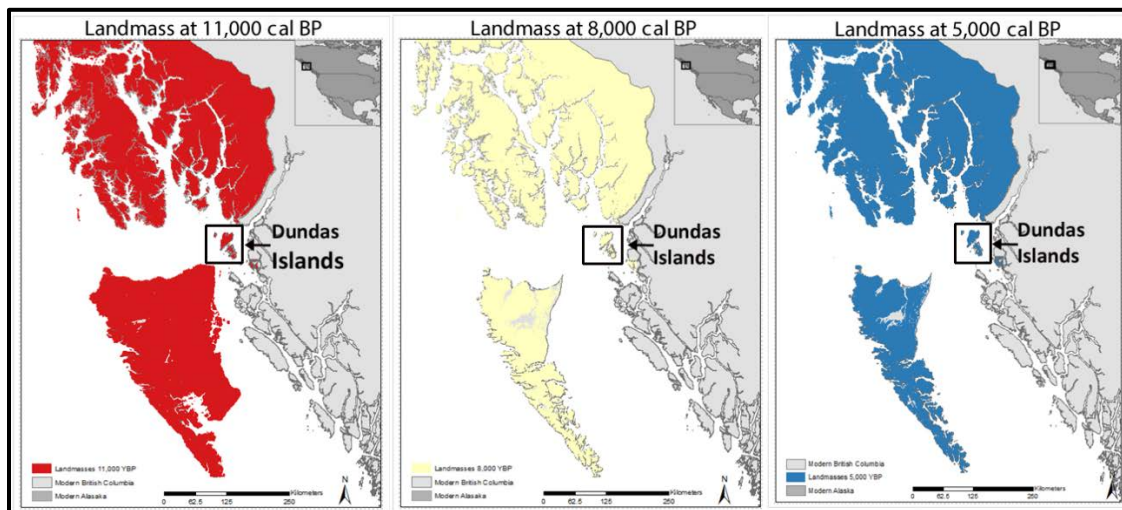 Landmass at 11,000 cal BP
Dundas
Islands
Landmasses 11,000 YBP
Modern British Columbia
Modern Alasaka
Kilometers
0 62.5 125 250
N
Landmass at 8,000 cal BP
Dundas
Islands
Landmasses 8,000 YBP
Modern British Columbia
Modern Alasaka
Kilometers
0 62.5 125 250
N
Landmass at 5,000 cal BP
Dundas
Islands
Modern British Columbia
Landmasses 5,000 YBP
Modern Alaska
Kilometers
0 62.5 125 250
N